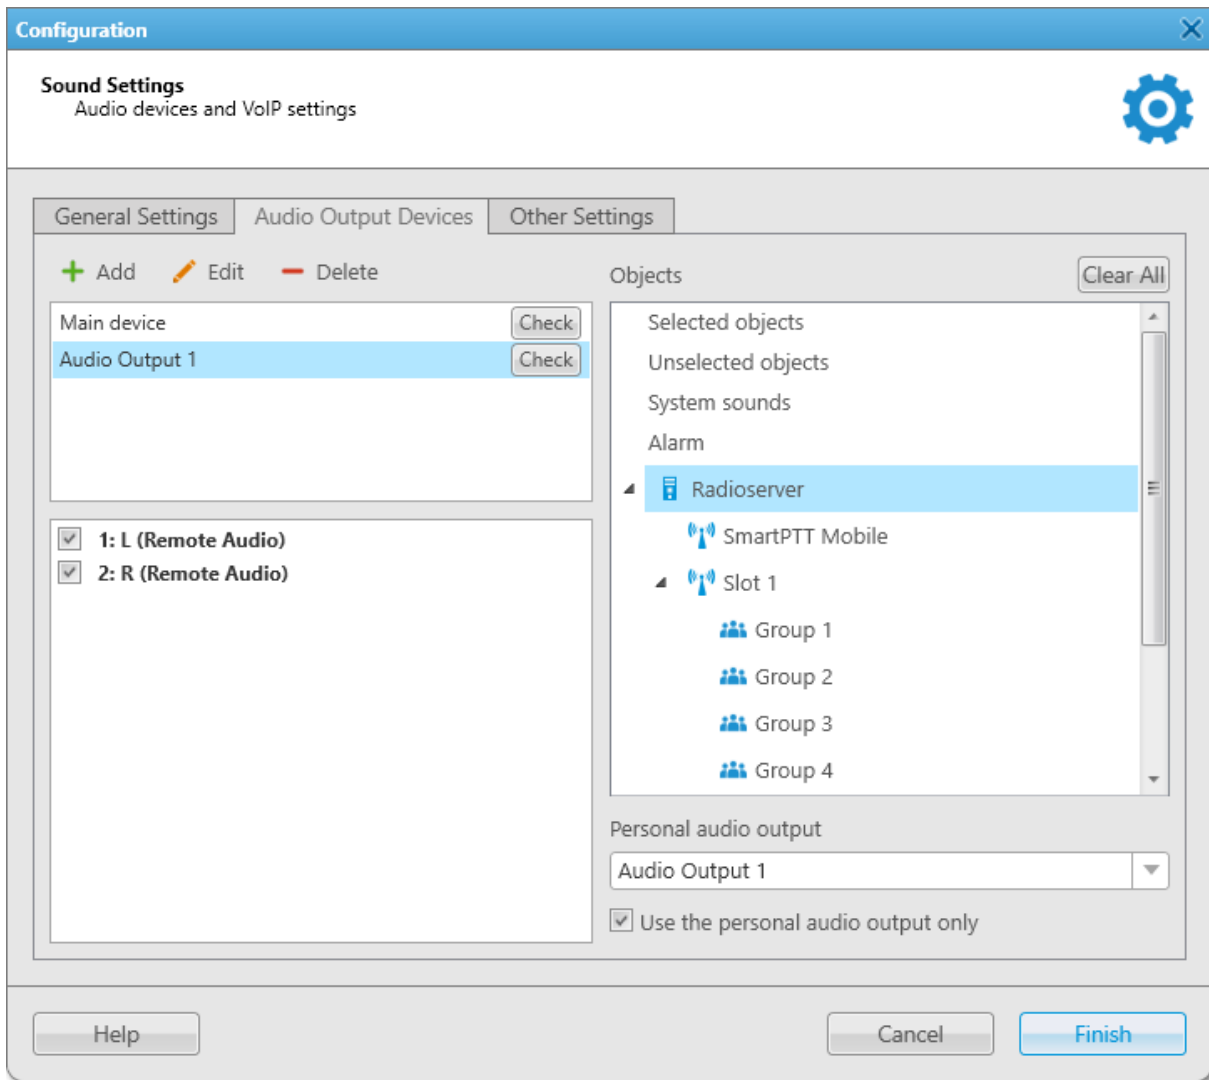 Configuration
Sound Settings
Audio devices and VoIP settings
General Settings
Audio Output Devices
Other Settings
Add
Edit
Delete
Main device
Check
Audio Output 1
Check
1: L (Remote Audio)
2: R (Remote Audio)
Objects
Clear All
Selected objects
Unselected objects
System sounds
Alarm
Radioserver
SmartPTT Mobile
Slot 1
Group 1
Group 2
Group 3
Group 4
Personal audio output
Audio Output 1
Use the personal audio output only
Help
Cancel
Finish